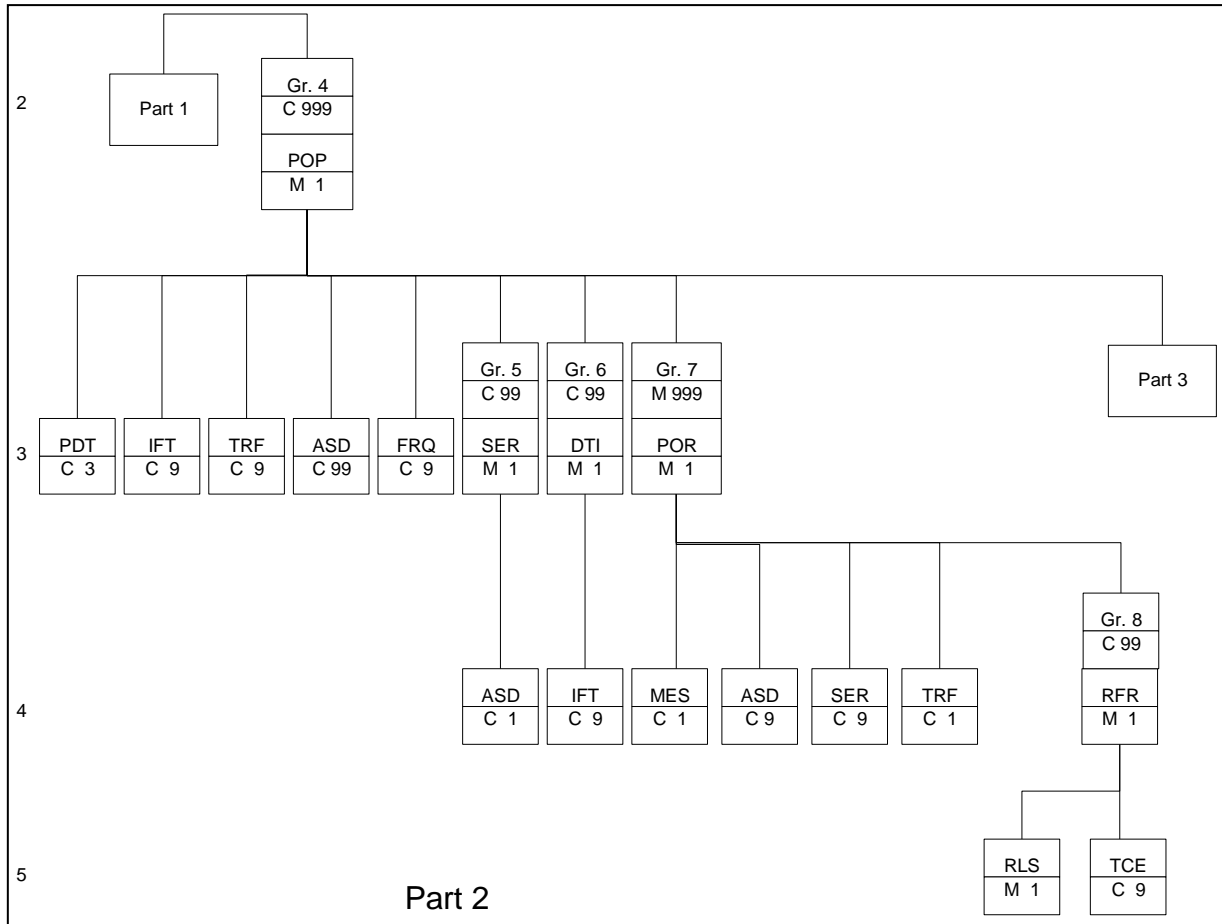 2
Part 1
Gr. 4
C 999
POP
M 1
Gr. 5
C 99
Gr. 6
C 99
Gr. 7
M 999
Part 3
3
PDT
C 3
IFT
C 9
TRF
C 9
ASD
C 99
FRQ
C 9
SER
M 1
DTI
M 1
POR
M 1
Gr. 8
C 99
4
ASD
C 1
IFT
C 9
MES
C 1
ASD
C 9
SER
C 9
TRF
C 1
RFR
M 1
5
RLS
M 1
TCE
C 9
Part 2